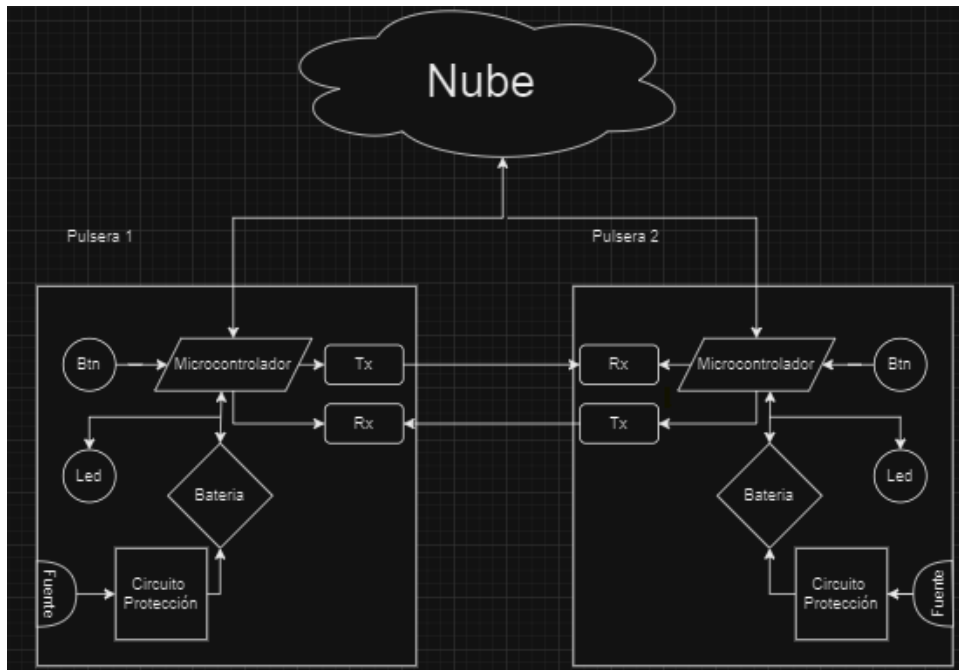 Nube
Pulsera 1
Pulsera 2
Btn
Microcontrolador
Tx
Rx
Microcontrolador
Btn
Rx
Tx
Led
Bateria
Bateria
Led
Fuente
Circuito
Protección
Circuito
Protección
Fuente